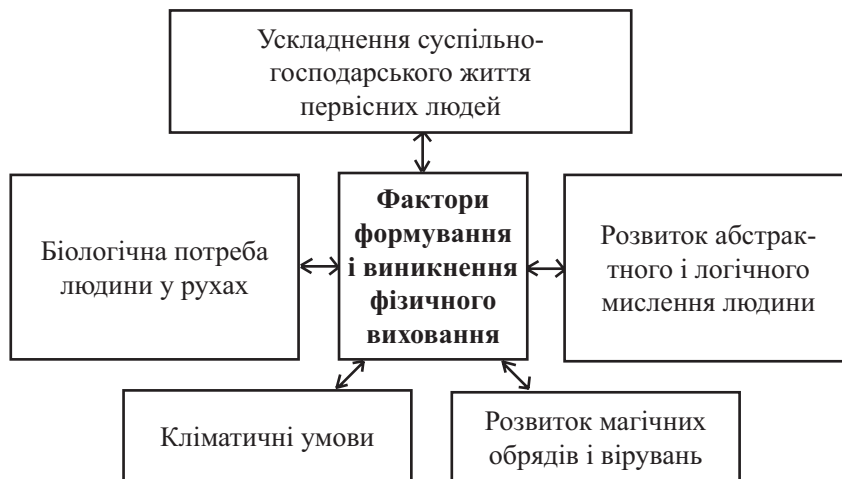 Ускладнення суспільно-
господарського життя
первісних людей
Біологічна потреба
людини у рухах
Фактори
формування
і виникнення
фізичного
виховання
Розвиток абстрак-
тного і логічного
мислення людини
Кліматичні умови
Розвиток магічних
обрядів і вірувань